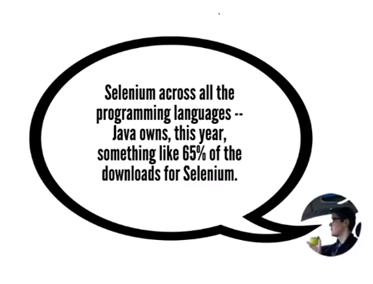 Selenium across all the
programming languages --
Java owns, this year,
something like 65% of the
downloads for Selenium.